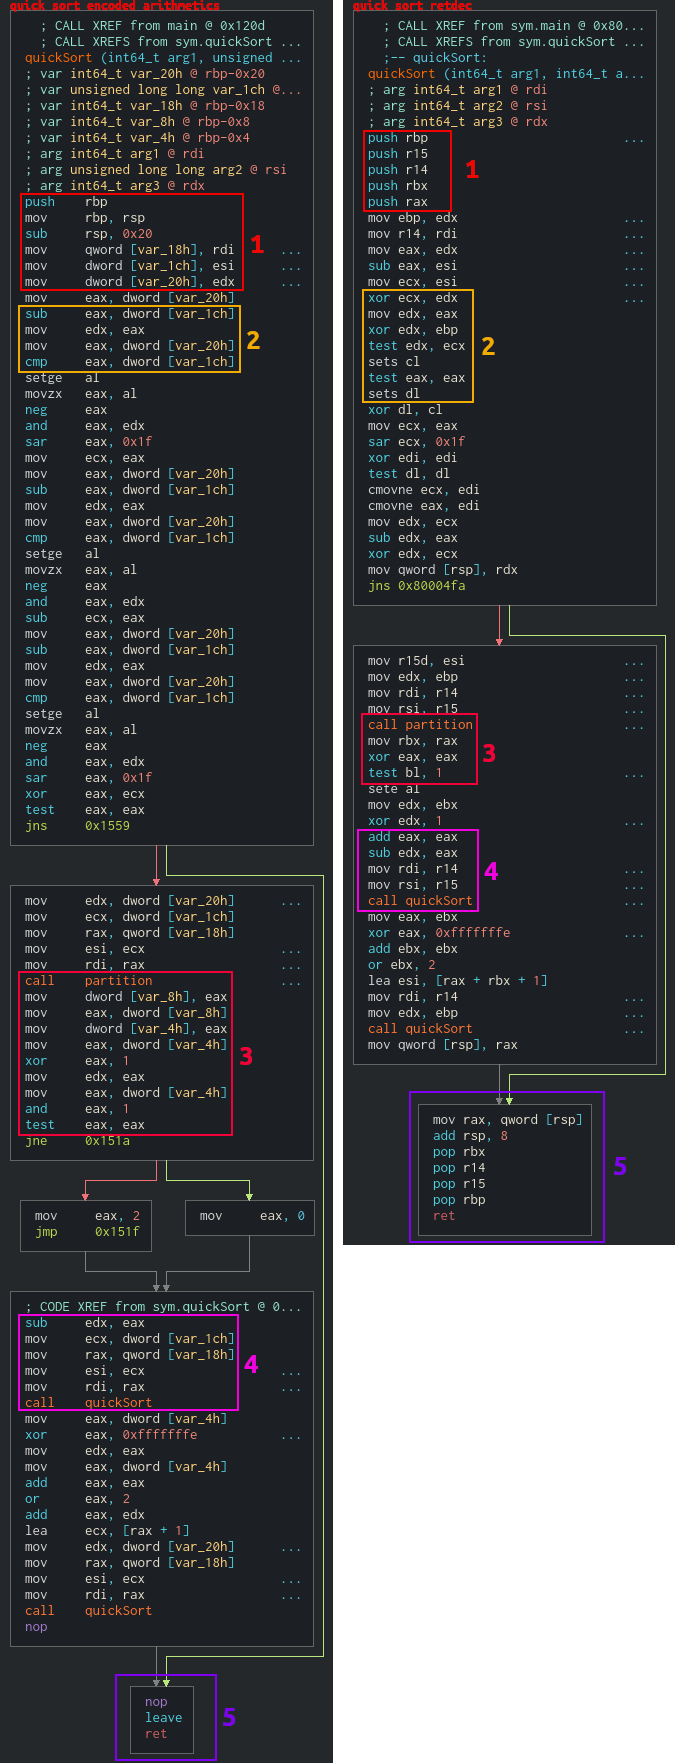 quick sort encoded arithmetics
; CALL XREF from main @ 0x120d
; CALL XREFS from sym.quickSort ...
quickSort (int64_t arg1, unsigned ...
; var int64_t var_20h @ rbp-0x20
; var unsigned long long var_1ch @...
; var int64_t var_18h @ rbp-0x18
; var int64_t var_8h @ rbp-0x8
; var int64_t var_4h @ rbp-0x4
; arg int64_t arg1 @ rdi
; arg unsigned long long arg2 @ rsi
; arg int64_t arg3 @ rdx
push rbp
mov rbp, rsp
sub rsp, 0x20
mov qword [var_18h], rdi ...
mov dword [var_1ch], esi ...
mov dword [var_20h], edx ...
1
mov eax, dword [var_20h]
sub eax, dword [var_1ch]
mov edx, eax
mov eax, dword [var_20h]
cmp eax, dword [var_1ch]
2
setge al
movzx eax, al
neg eax
and eax, edx
sar eax, 0x1f
mov ecx, eax
mov eax, dword [var_20h]
sub eax, dword [var_1ch]
mov edx, eax
mov eax, dword [var_20h]
cmp eax, dword [var_1ch]
setge al
movzx eax, al
neg eax
and eax, edx
sub ecx, eax
mov eax, dword [var_20h]
sub eax, dword [var_1ch]
mov edx, eax
mov eax, dword [var_20h]
cmp eax, dword [var_1ch]
setge al
movzx eax, al
neg eax
and eax, edx
sar eax, 0x1f
xor eax, ecx
test eax, eax
jns 0x1559
mov edx, dword [var_20h] ...
mov ecx, dword [var_1ch]
mov rax, qword [var_18h]
mov esi, ecx ...
mov rdi, rax ...
call partition ...
mov dword [var_8h], eax
mov eax, dword [var_8h]
mov dword [var_4h], eax
mov eax, dword [var_4h]
xor eax, 1
mov edx, eax
mov eax, dword [var_4h]
and eax, 1
test eax, eax
3
jne 0x151a
mov eax, 2
jmp 0x151f
mov eax, 0
; CODE XREF from sym.quickSort @ 0...
sub edx, eax
mov ecx, dword [var_1ch]
mov rax, qword [var_18h]
mov esi, ecx ...
mov rdi, rax ...
call quickSort
4
mov eax, dword [var_4h]
xor eax, 0xfffffffe ...
mov edx, eax
mov eax, dword [var_4h]
add eax, eax
or eax, 2
add eax, edx
lea ecx, [rax + 1]
mov edx, dword [var_20h] ...
mov rax, qword [var_18h]
mov esi, ecx ...
mov rdi, rax ...
call quickSort
nop
nop
leave
ret
5
quick sort retdec
; CALL XREF from sym.main @ 0x80...
; CALL XREFS from sym.quickSort ...
;-- quickSort:
quickSort (int64_t arg1, int64_t a...
; arg int64_t arg1 @ rdi
; arg int64_t arg2 @ rsi
; arg int64_t arg3 @ rdx
push rbp ...
push r15
push r14
push rbx
push rax
1
mov ebp, edx ...
mov r14, rdi ...
mov eax, edx
sub eax, esi
mov ecx, esi
xor ecx, edx ...
mov edx, eax
xor edx, ebp
test edx, ecx
sets cl
test eax, eax
sets dl
2
xor dl, cl
mov ecx, eax
sar ecx, 0x1f
xor edi, edi
test dl, dl
cmovne ecx, edi
cmovne eax, edi
mov edx, ecx
sub edx, eax
xor edx, ecx
mov qword [rsp], rdx
jns 0x80004fa
mov r15d, esi ...
mov edx, ebp ...
mov rdi, r14 ...
mov rsi, r15 ...
call partition ...
mov rbx, rax
xor eax, eax
test bl, 1 ...
3
sete al
mov edx, ebx
xor edx, 1 ...
add eax, eax
sub edx, eax
mov rdi, r14 ...
mov rsi, r15 ...
call quickSort ...
4
mov eax, ebx
xor eax, 0xfffffffe ...
add ebx, ebx
or ebx, 2
lea esi, [rax + rbx + 1]
mov rdi, r14 ...
mov edx, ebp ...
call quickSort ...
mov qword [rsp], rax
mov rax, qword [rsp]
add rsp, 8
pop rbx
pop r14
pop r15
pop rbp
ret
5